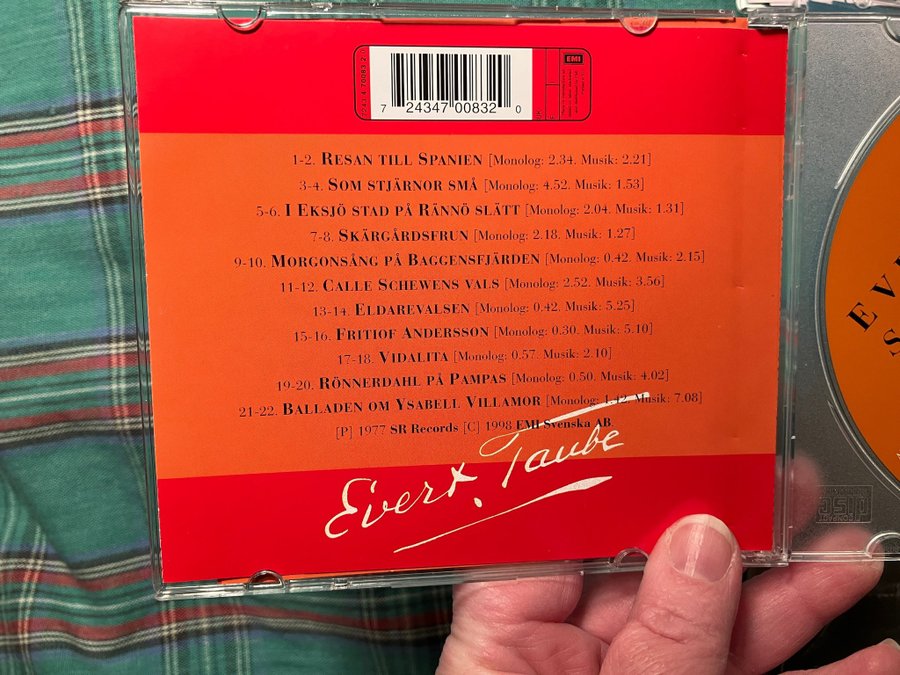 EMI
7 24347 00832 0
1-2. RESAN TILL SPANIEN [Monolog: 2.34. Musik: 2.21]
3-4. SOM STJÄRNOR SMÅ [Monolog: 4.52. Musik: 1.53]
5-6. I EKSJÖ STAD PÅ RÄNNÖ SLÄTT [Monolog: 2.04. Musik: 1.31]
7-8. SKÄRGÅRDSFRUN [Monolog: 2.18. Musik: 1.27]
9-10. MORGONSÅNG PÅ BAGGENSFJÄRDEN [Monolog: 0.42. Musik: 2.15]
11-12. CALLE SCHEWENS VALS [Monolog: 2.52. Musik: 3.56]
13-14. ELDAREVALSEN [Monolog: 0.42. Musik: 5.25]
15-16. FRITIOF ANDERSSON [Monolog: 0.30. Musik: 5.10]
17-18. VIDALITA [Monolog: 0.57. Musik: 2.10]
19-20. RÖNNERDAHL PÅ PAMPAS [Monolog: 0.50. Musik: 4.02]
21-22. BALLADEN OM YSABELL VILLAMOR [Monolog: 1.42. Musik: 7.08]
[P] 1977 SR Records [C] 1998 EMI Svenska AB.
Evert. Taube
EV
S
disc